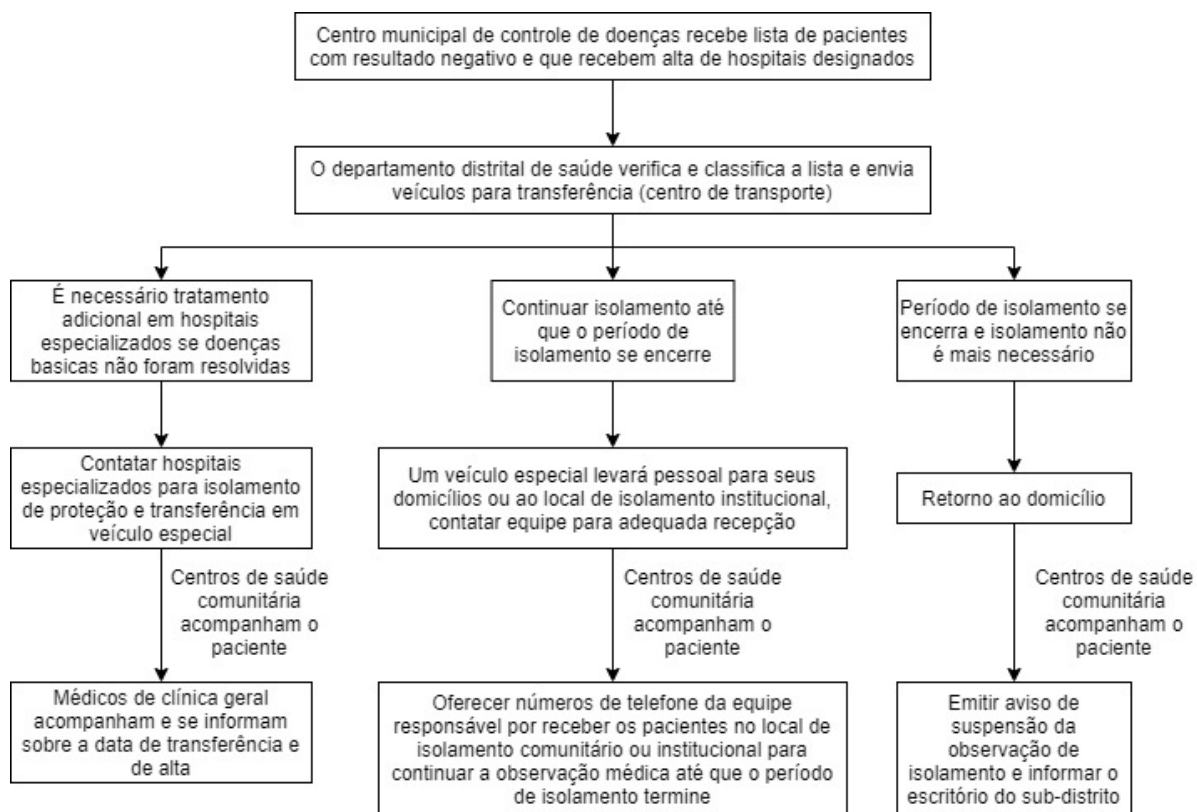 Centro municipal de controle de doenças recebe lista de pacientes
com resultado negativo e que recebem alta de hospitais designados
O departamento distrital de saúde verifica e classifica a lista e envia
veículos para transferência (centro de transporte)
É necessário tratamento
adicional em hospitais
especializados se doenças
basicas não foram resolvidas
Continuar isolamento até
que o período de
isolamento se encerre
Período de isolamento se
encerra e isolamento não
é mais necessário
Contatar hospitais
especializados para isolamento
de proteção e transferência em
veículo especial
Um veículo especial levará pessoal para seus
domicílios ou ao local de isolamento institucional,
contatar equipe para adequada recepção
Retorno ao domicílio
Centros de saúde
comunitária
acompanham o
paciente
Centros de saúde
comunitária
acompanham o
paciente
Centros de saúde
comunitária
acompanham o
paciente
Médicos de clínica geral
acompanham e se informam
sobre a data de transferência e
de alta
Oferecer números de telefone da equipe
responsável por receber os pacientes no local de
isolamento comunitário ou institucional para
continuar a observação médica até que o período
de isolamento termine
Emitir aviso de
suspensão da
observação de
isolamento e informar o
escritório do sub-distrito